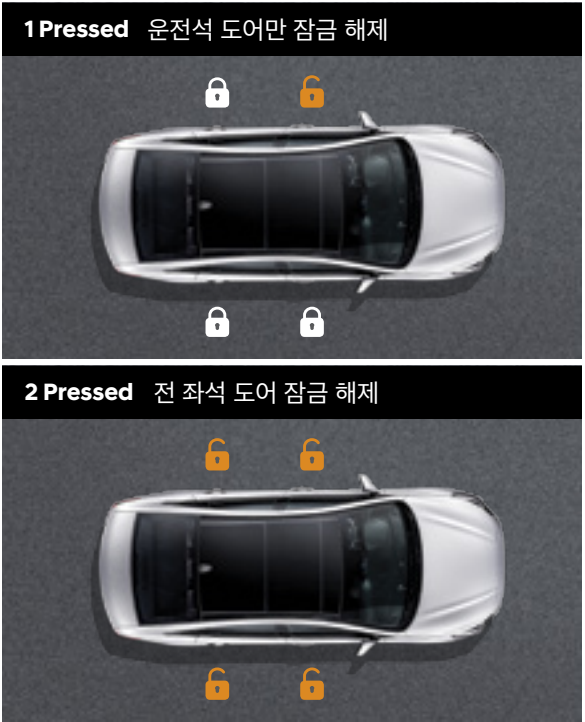 1 Pressed 운전석 도어만 잠금 해제
2 Pressed 전 좌석 도어 잠금 해제